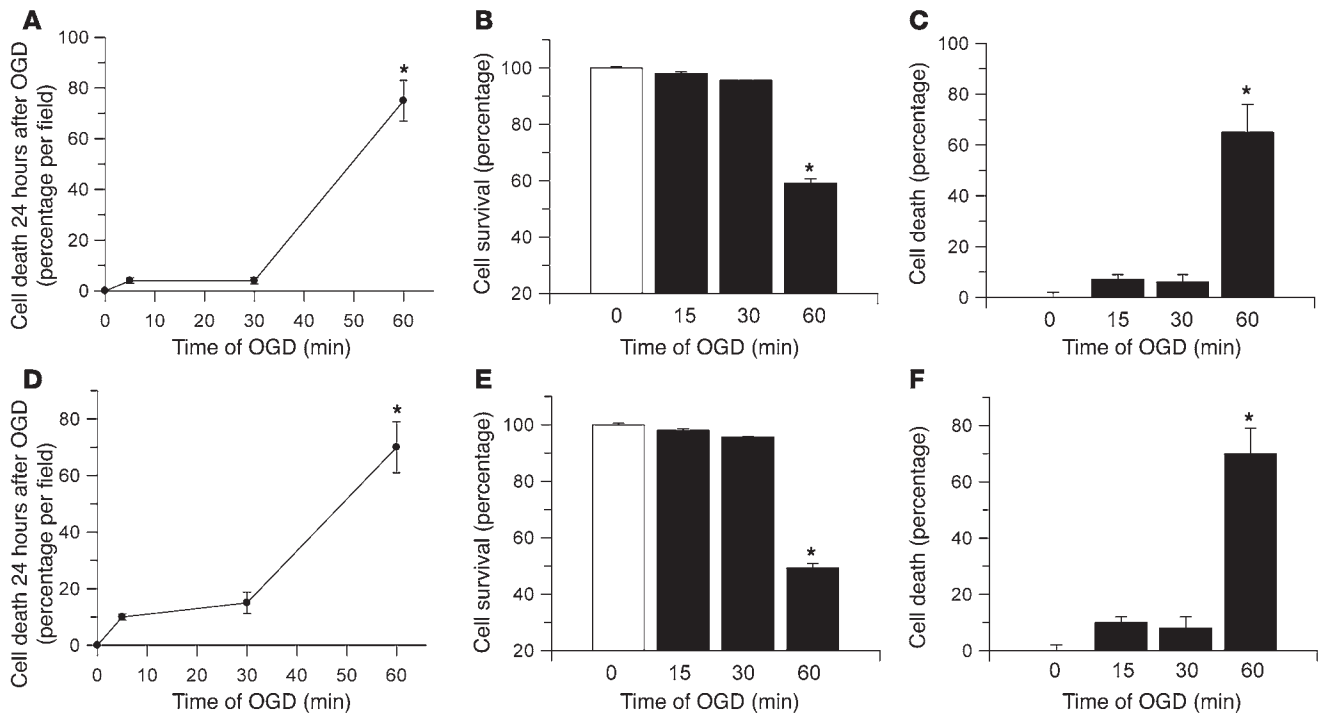 A
Cell death 24 hours after OGD
(percentage per field)
100
80
60
40
20
0
*
0 10 20 30 40 50 60
Time of OGD (min)
B
Cell survival (percentage)
100
80
60
40
20
*
0 15 30 60
Time of OGD (min)
C
Cell death (percentage)
100
80
60
40
20
0
*
0 15 30 60
Time of OGD (min)
D
Cell death 24 hours after OGD
(percentage per field)
80
60
40
20
0
*
0 10 20 30 40 50 60
Time of OGD (min)
E
Cell survival (percentage)
100
80
60
40
20
*
0 15 30 60
Time of OGD (min)
F
Cell death (percentage)
80
60
40
20
0
*
0 15 30 60
Time of OGD (min)